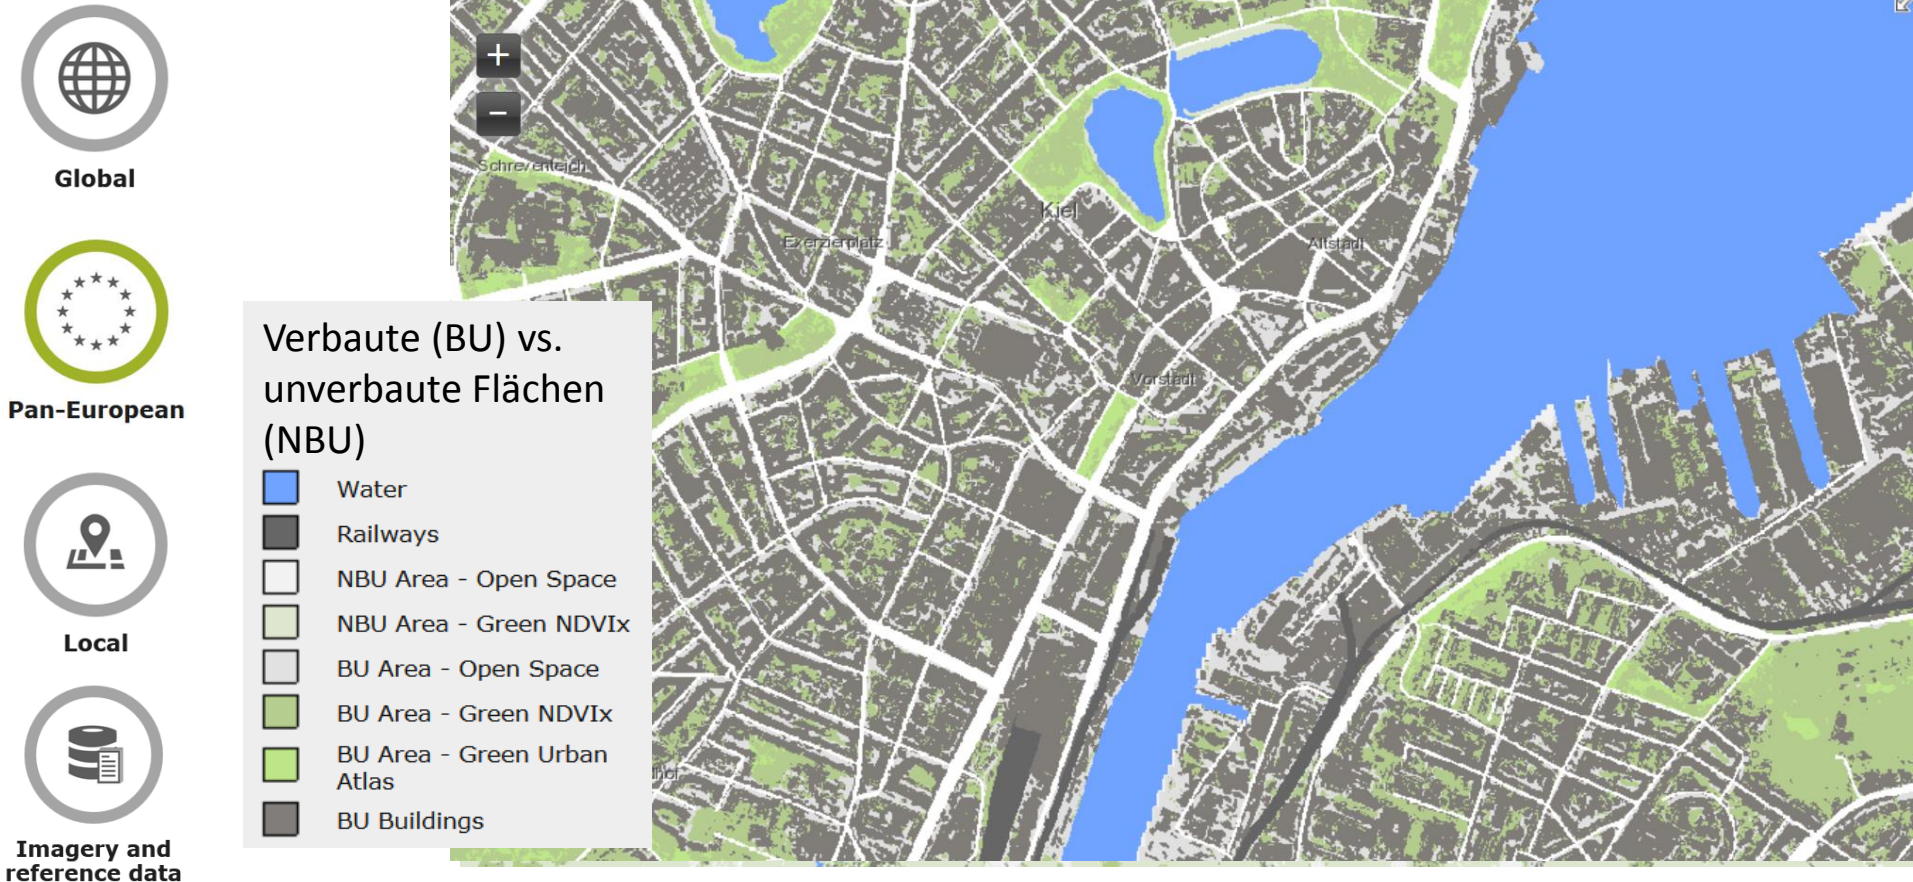 Global
Pan-European
Local
Imagery and
reference data
Verbaute (BU) vs.
unverbaute Flächen
(NBU)
Water
Railways
NBU Area - Open Space
NBU Area - Green NDVIx
BU Area - Open Space
BU Area - Green NDVIx
BU Area - Green Urban
Atlas
BU Buildings
+
−
Schreventeich
Kiel
Exerzierplatz
Altstadt
Vorstadt